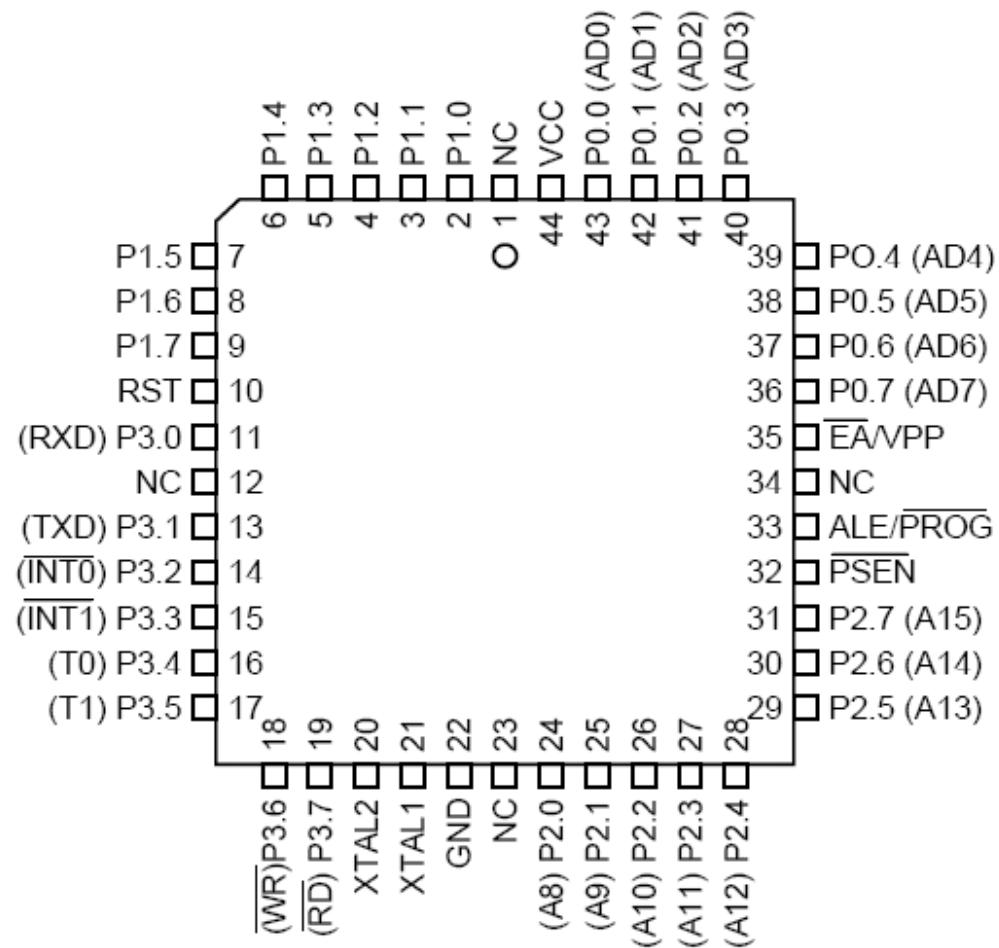 P1.4
P1.3
P1.2
P1.1
P1.0
NC
VCC
P0.0 (AD0)
P0.1 (AD1)
P0.2 (AD2)
P0.3 (AD3)
6
5
4
3
2
1
44
43
42
41
40
P1.5 7
P1.6 8
P1.7 9
RST 10
(RXD) P3.0 11
NC 12
(TXD) P3.1 13
(INT0) P3.2 14
(INT1) P3.3 15
(T0) P3.4 16
(T1) P3.5 17
39 PO.4 (AD4)
38 P0.5 (AD5)
37 P0.6 (AD6)
36 P0.7 (AD7)
35 EA/VPP
34 NC
33 ALE/PROG
32 PSEN
31 P2.7 (A15)
30 P2.6 (A14)
29 P2.5 (A13)
18
19
20
21
22
23
24
25
26
27
28
(WR)P3.6
(RD) P3.7
XTAL2
XTAL1
GND
NC
(A8) P2.0
(A9) P2.1
(A10) P2.2
(A11) P2.3
(A12) P2.4